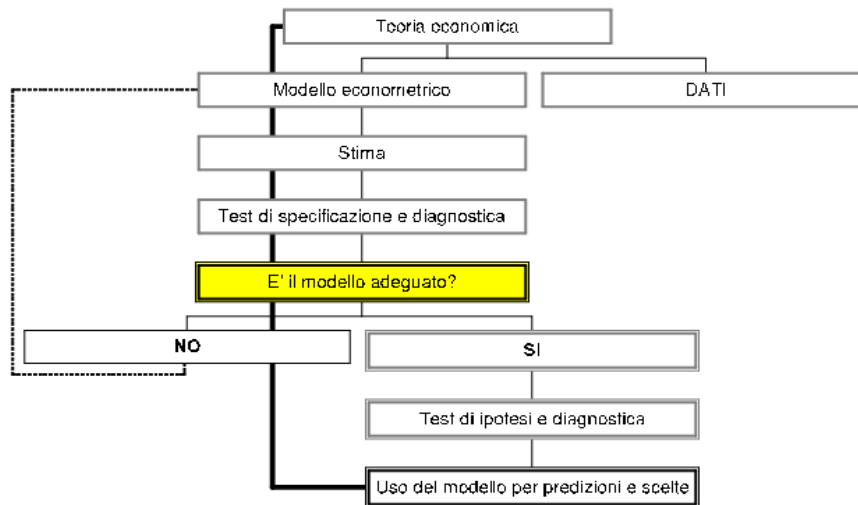 Teoria economica
Modello econometrico
DATI
Stima
Test di specificazione e diagnostica
E' il modello adeguato?
NO
SI
Test di ipotesi e diagnostica
Uso del modello per predizioni e scelte